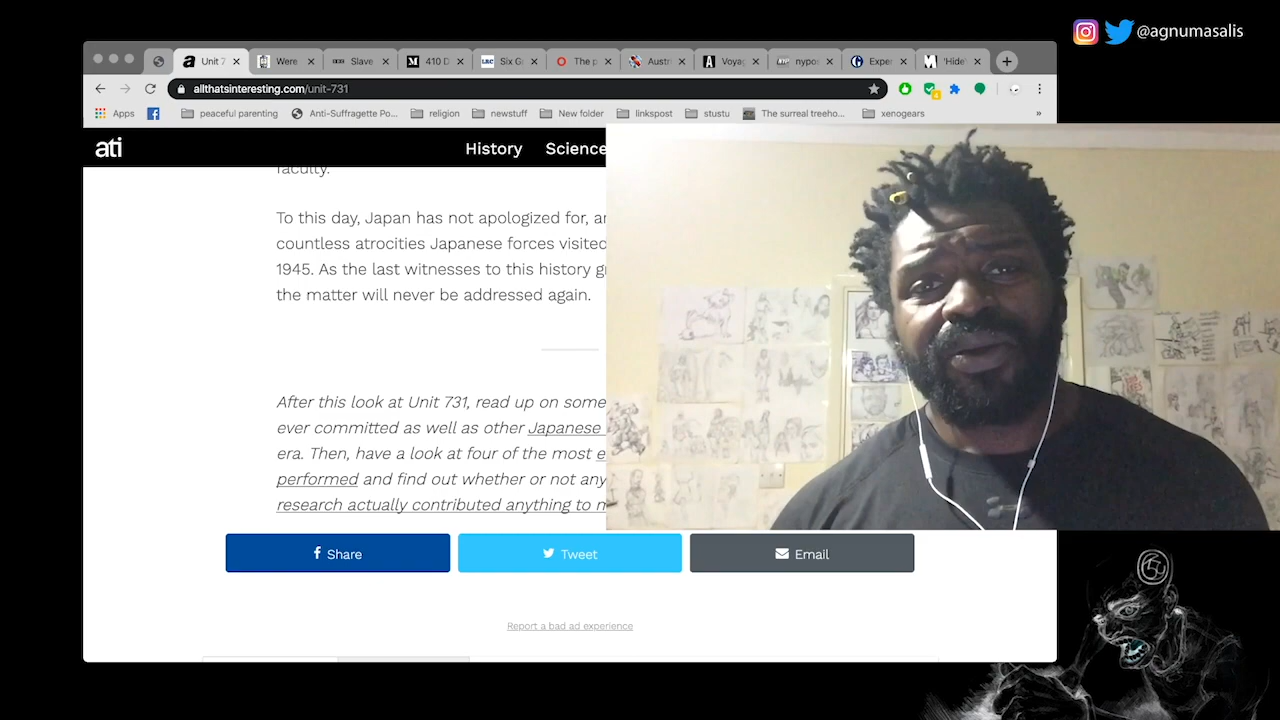 @agnumasalis
Unit 7
Were
Slave
410 D
LRC
Six G
The p
Austr
Voya
nypos
Exper
'Hide'
allthatsinteresting.com/unit-731
Apps
peaceful parenting
Anti-Suffragette Po...
religion
newstuff
New folder
linkspost
stustu
The surreal treeho...
xenogears
»
ati
History
Science
faculty.
To this day, Japan has not apologized for, a
countless atrocities Japanese forces visited
1945. As the last witnesses to this history g
the matter will never be addressed again.
After this look at Unit 731, read up on some
ever committed as well as other Japanese
era. Then, have a look at four of the most e
performed and find out whether or not any
research actually contributed anything to m
Share
Tweet
Email
Report a bad ad experience